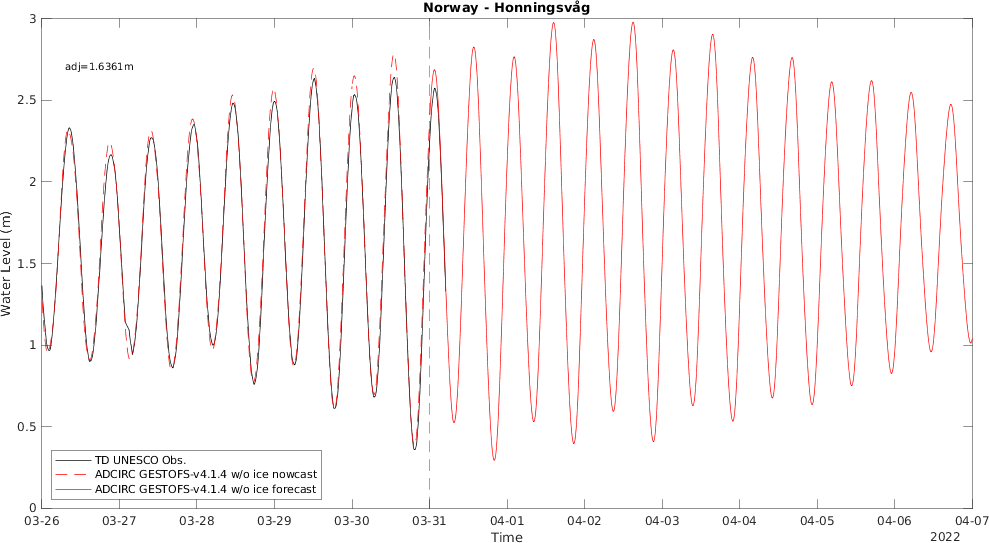 Norway - Honningsvåg
adj=1.6361m
3
2.5
2
1.5
1
0.5
0
Water Level (m)
TD UNESCO Obs.
ADCIRC GESTOFS-v4.1.4 w/o ice nowcast
ADCIRC GESTOFS-v4.1.4 w/o ice forecast
03-26 03-27 03-28 03-29 03-30 03-31 04-01 04-02 04-03 04-04 04-05 04-06 04-07
Time
2022